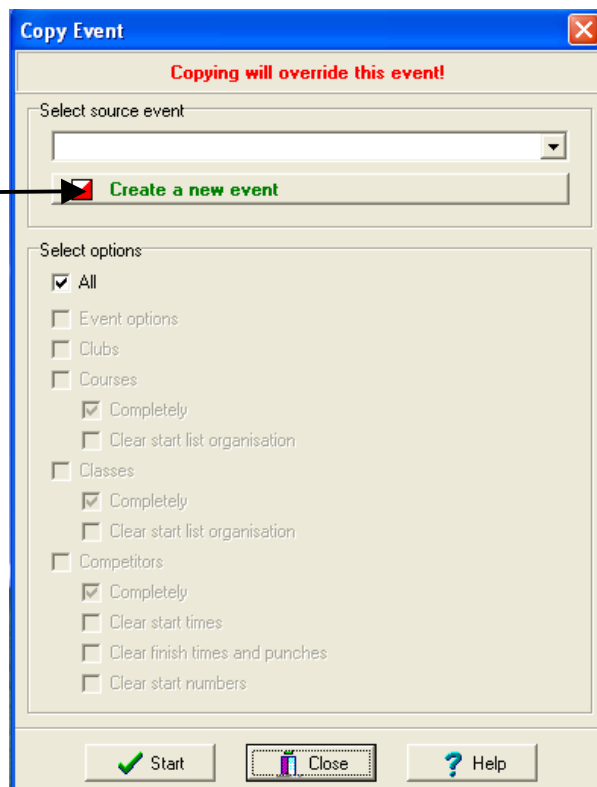 Copy Event
Copying will override this event!
Select source event
Create a new event
Select options
All
Event options
Clubs
Courses
Completely
Clear start list organisation
Classes
Completely
Clear start list organisation
Competitors
Completely
Clear start times
Clear finish times and punches
Clear start numbers
Start Close Help